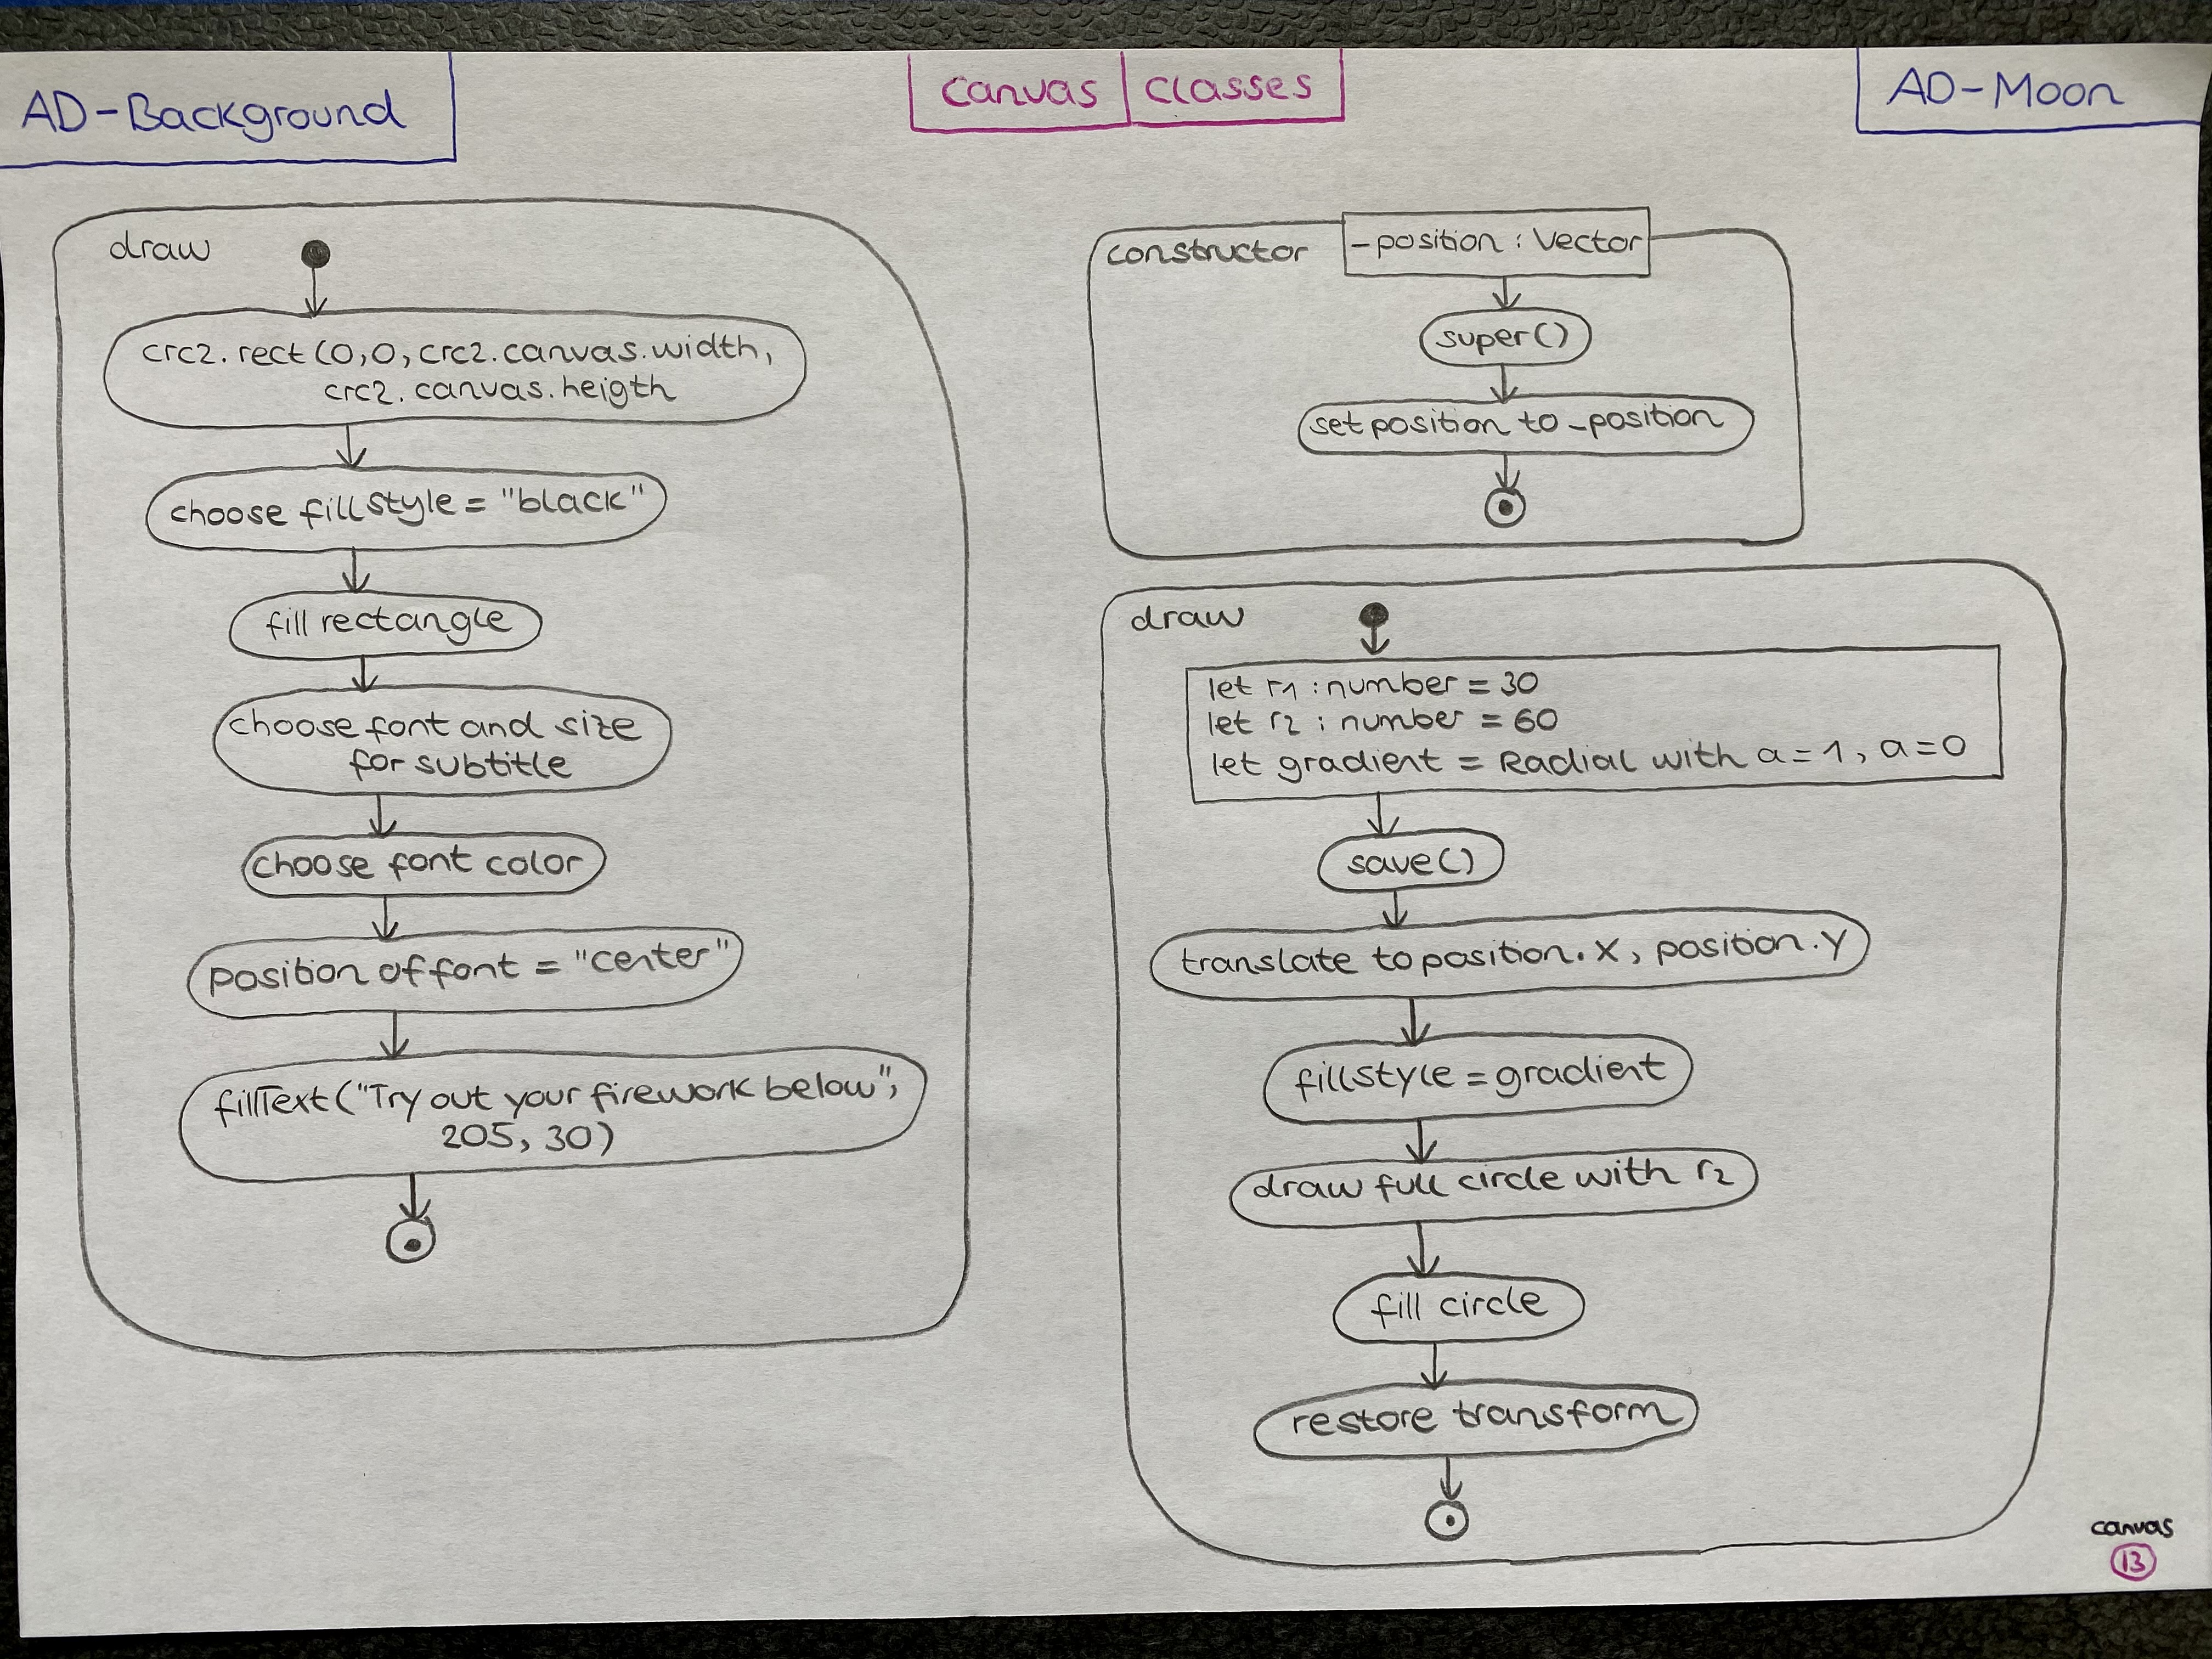 AD-Background
Canvas Classes
AD-Moon
draw
crc2.rect (0,0, crc2.canvas.width,
crc2.canvas.heigth
choose fillstyle = "black"
fill rectangle
choose font and size
for subtitle
choose font color
position of font = "center"
fillText ("Try out your firework below",
205, 30)
constructor
_position : Vector
super()
set position to _position
draw
let r1 : number = 30
let r2 : number = 60
let gradient = Radial with a=1, a=0
save()
translate to position.x, position.y
fillstyle = gradient
draw full circle with r2
fill circle
restore transform
canvas
13